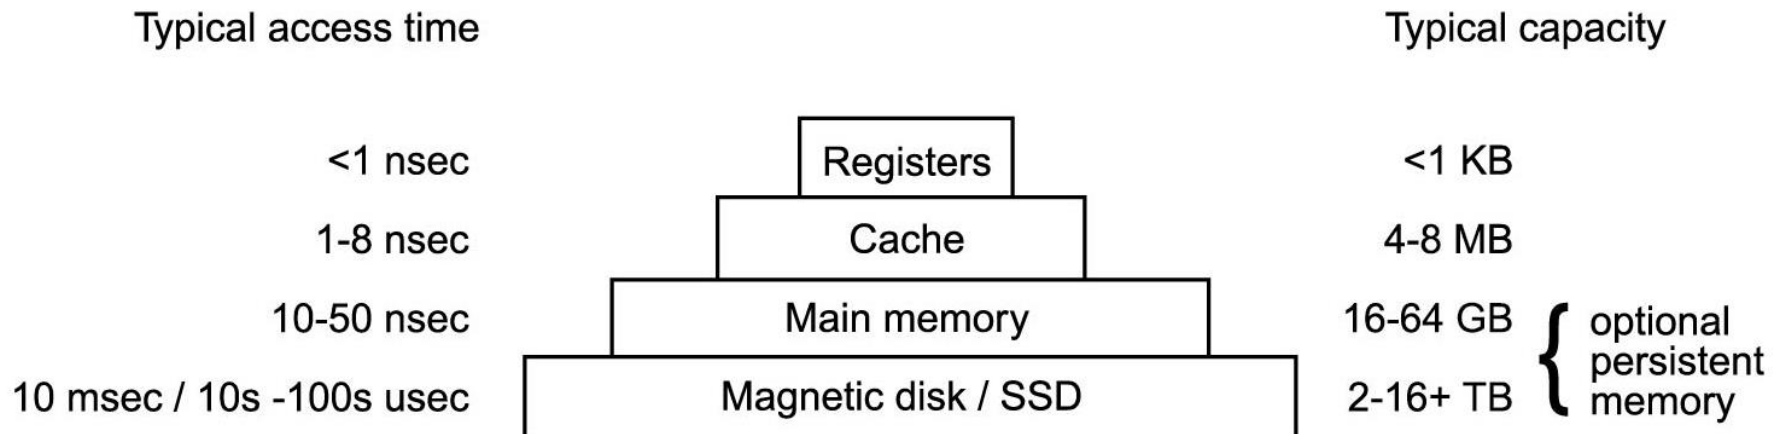 Typical access time Typical capacity
<1 nsec Registers <1 KB
1-8 nsec Cache 4-8 MB
10-50 nsec Main memory 16-64 GB
10 msec / 10s -100s usec Magnetic disk / SSD 2-16+ TB
optional
persistent
memory